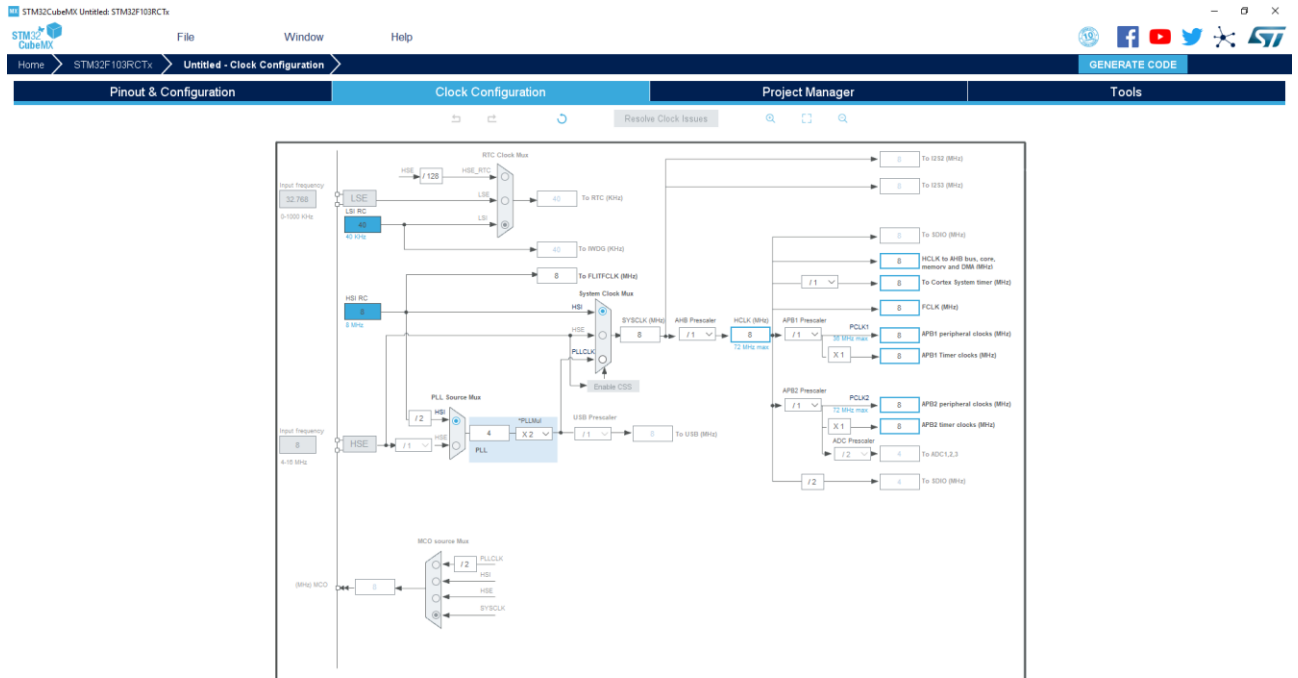 MX STM32CubeMX Untitled: STM32F103RCTx
STM32
CubeMX
File Window Help
10
Home STM32F103RCTx Untitled - Clock Configuration GENERATE CODE
Pinout & Configuration Clock Configuration Project Manager Tools
Resolve Clock Issues
RTC Clock Mux
HSE / 128 HSE_RTC
Input frequency
32.768
0-1000 KHz
LSE
LSE
40 To RTC (KHz)
LSI RC
40
40 KHz
LSI
40 To IWDG (KHz)
8 To FLITFCLK (MHz)
HSI RC
8
8 MHz
System Clock Mux
HSI
HSE
PLLCLK
Enable CSS
SYSCLK (MHz)
8
AHB Prescaler
/ 1
HCLK (MHz)
8
72 MHz max
8 To I2S2 (MHz)
8 To I2S3 (MHz)
8 To SDIO (MHz)
8 HCLK to AHB bus, core,
memory and DMA (MHz)
/ 1 8 To Cortex System timer (MHz)
8 FCLK (MHz)
APB1 Prescaler
/ 1
PCLK1
36 MHz max
8 APB1 peripheral clocks (MHz)
X 1 8 APB1 Timer clocks (MHz)
APB2 Prescaler
/ 1
PCLK2
72 MHz max
8 APB2 peripheral clocks (MHz)
X 1 8 APB2 timer clocks (MHz)
ADC Prescaler
/ 2 4 To ADC1,2,3
/ 2 4 To SDIO (MHz)
PLL Source Mux
/ 2 HSI
Input frequency
8
4-16 MHz
HSE
/ 1 HSE
4
*PLLMul
X 2
PLL
USB Prescaler
/ 1
8 To USB (MHz)
MCO source Mux
/ 2 PLLCLK
HSI
HSE
SYSCLK
(MHz) MCO 8